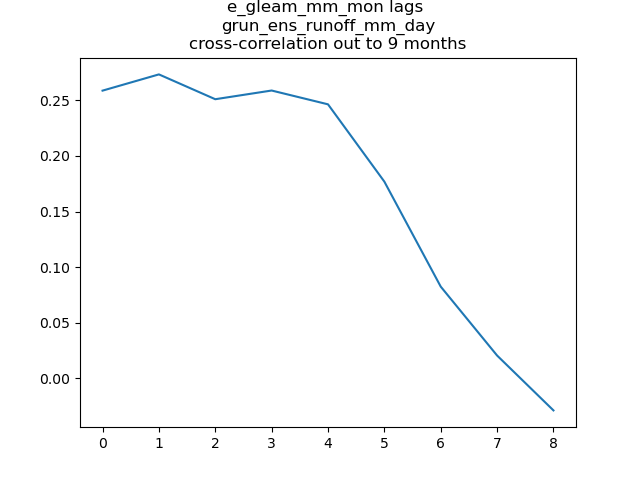 e_gleam_mm_mon lags
grun_ens_runoff_mm_day
cross-correlation out to 9 months
0.25
0.20
0.15
0.10
0.05
0.00
0 1 2 3 4 5 6 7 8